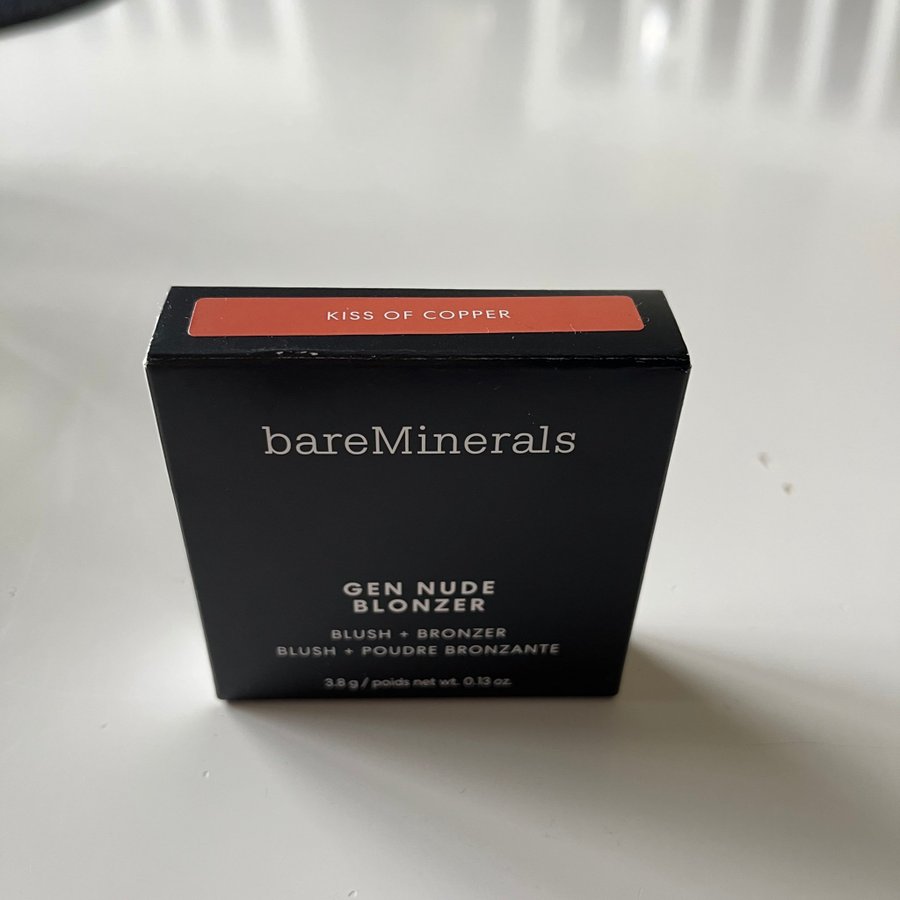 KISS OF COPPER
bareMinerals
GEN NUDE
BLONZER
BLUSH + BRONZER
BLUSH + POUDRE BRONZANTE
3.8 g / poids net wt. 0.13 oz.